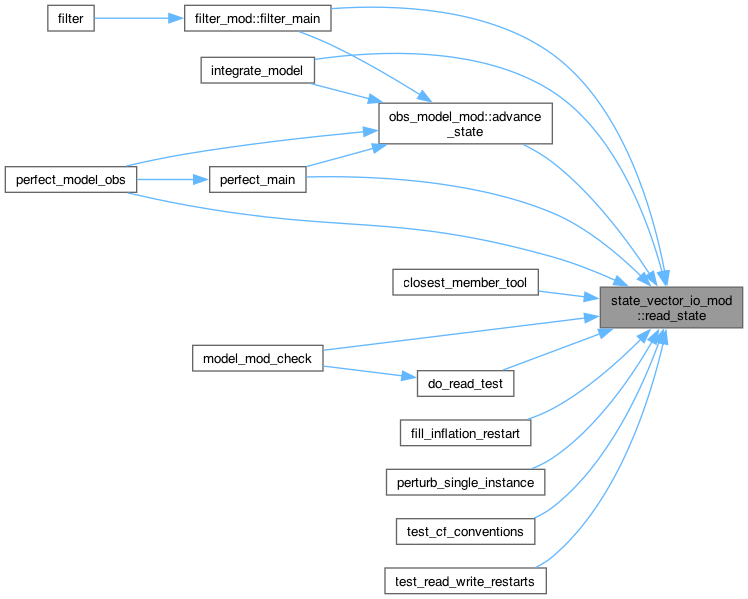 filter
filter_mod::filter_main
integrate_model
obs_model_mod::advance
_state
perfect_model_obs
perfect_main
closest_member_tool
state_vector_io_mod
::read_state
model_mod_check
do_read_test
fill_inflation_restart
perturb_single_instance
test_cf_conventions
test_read_write_restarts